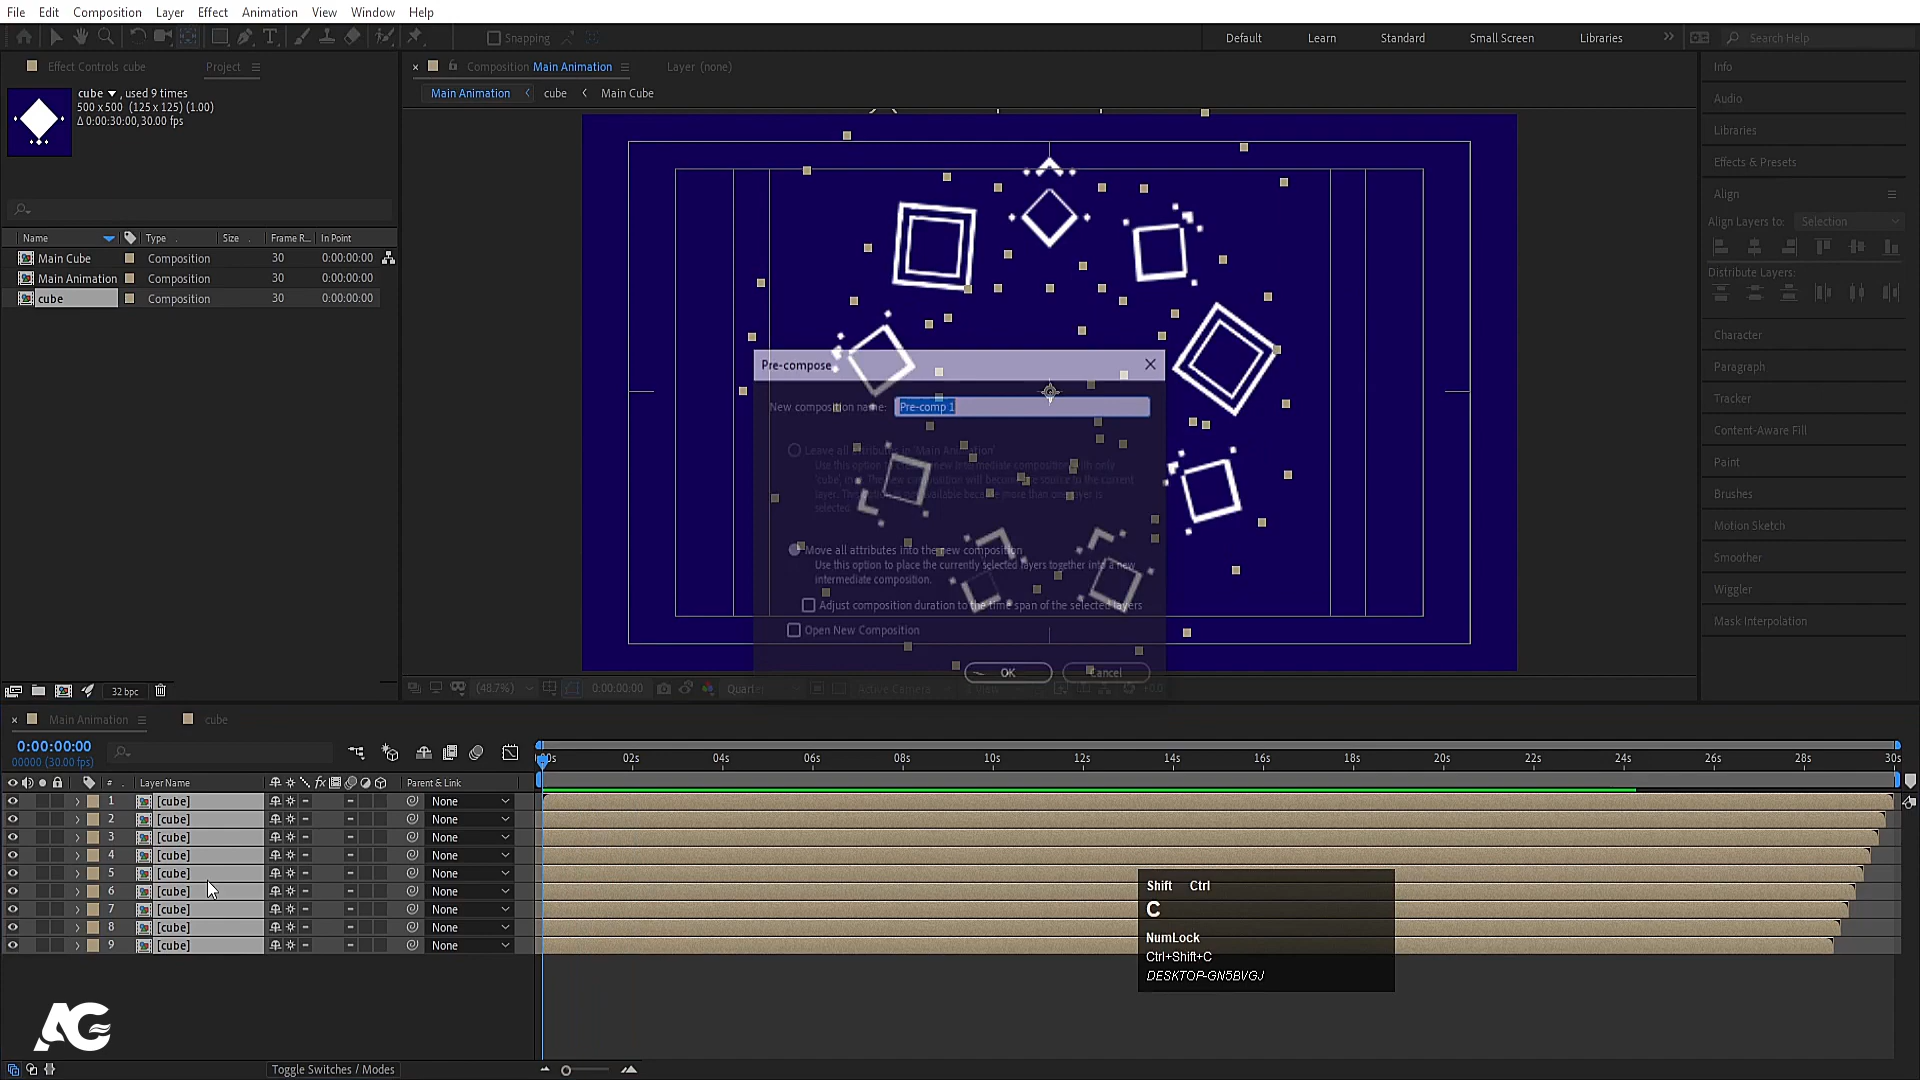 File Edit Composition Layer Effect Animation View Window Help
Snapping
Default Learn Standard Small Screen Libraries
Search Help
Effect Controls cube Project
cube , used 9 times
500 x 500 (125 x 125) (1.00)
Δ 0:00:30:00, 30.00 fps
Name Type Size Frame R... In Point
Main Cube Composition 30 0:00:00:00
Main Animation Composition 30 0:00:00:00
cube Composition 30 0:00:00:00
32 bpc
Composition Main Animation Layer (none)
Main Animation cube Main Cube
Pre-compose
New composition name: Pre-comp 1
Leave all attributes in 'Main Animation'
Use this option to create a new intermediate composition with only
'cube', in it. The new composition will become the source to the current
layer. This option is not available because more than one layer is
selected.
Move all attributes into the new composition
Use this option to place the currently selected layers together into a new
intermediate composition.
Adjust composition duration to the time span of the selected layers
Open New Composition
OK Cancel
(48.7%) 0:00:00:00 Quarter Active Camera
Info
Audio
Libraries
Effects & Presets
Align
Align Layers to: Selection
Distribute Layers:
Character
Paragraph
Tracker
Content-Aware Fill
Paint
Brushes
Motion Sketch
Smoother
Wiggler
Mask Interpolation
Main Animation cube
0:00:00:00
00000 (30.00 fps)
02s 04s 06s 08s 10s 12s 14s 16s 18s 20s 22s 24s 26s 28s 30s
# Layer Name fx Parent & Link
1 [cube] None
2 [cube] None
3 [cube] None
4 [cube] None
5 [cube] None
6 [cube] None
7 [cube] None
8 [cube] None
9 [cube] None
Shift Ctrl
C
NumLock
Ctrl+Shift+C
DESKTOP-GN5BVGJ
AG
Toggle Switches / Modes